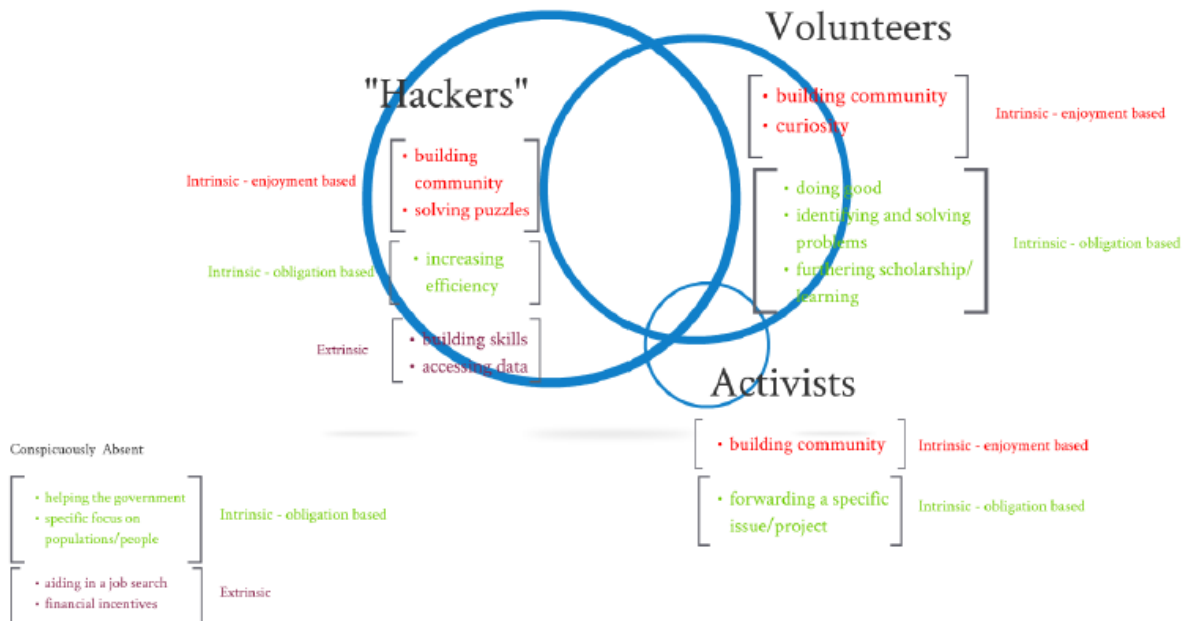 Volunteers
"Hackers"
• building community
• curiosity
Intrinsic - enjoyment based
Intrinsic - enjoyment based
• building
community
• solving puzzles
• doing good
• identifying and solving
problems
• furthering scholarship/
learning
Intrinsic - obligation based
Intrinsic - obligation based
• increasing
efficiency
Extrinsic
• building skills
• accessing data
Activists
• building community
Intrinsic - enjoyment based
• forwarding a specific
issue/project
Intrinsic - obligation based
Conspicuously Absent
• helping the government
• specific focus on
populations/people
Intrinsic - obligation based
• aiding in a job search
• financial incentives
Extrinsic